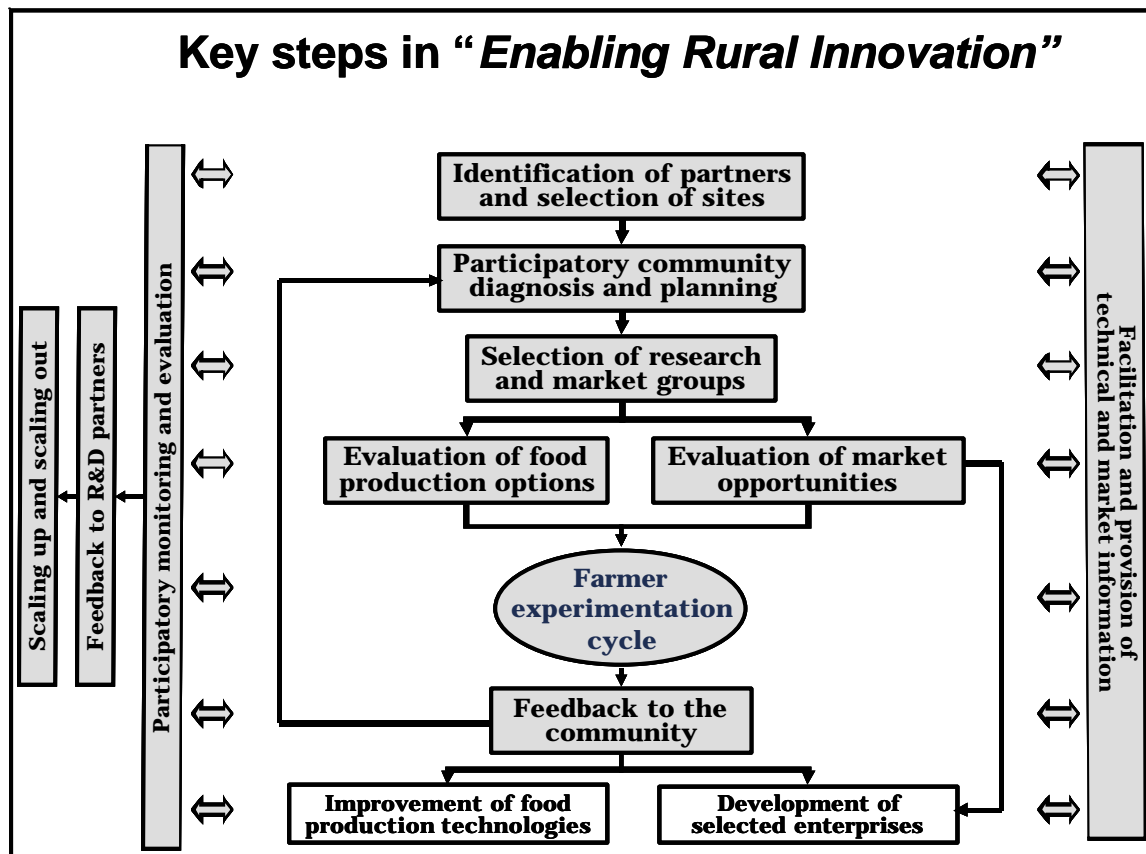 Key steps in “Enabling Rural Innovation”
Identification of partners
and selection of sites
Participatory community
diagnosis and planning
Selection of research
and market groups
Evaluation of food
production options
Evaluation of market
opportunities
Farmer
experimentation
cycle
Feedback to the
community
Improvement of food
production technologies
Development of
selected enterprises
Scaling up and scaling out
Feedback to R&D partners
Participatory monitoring and evaluation
Facilitation and provision of
technical and market information